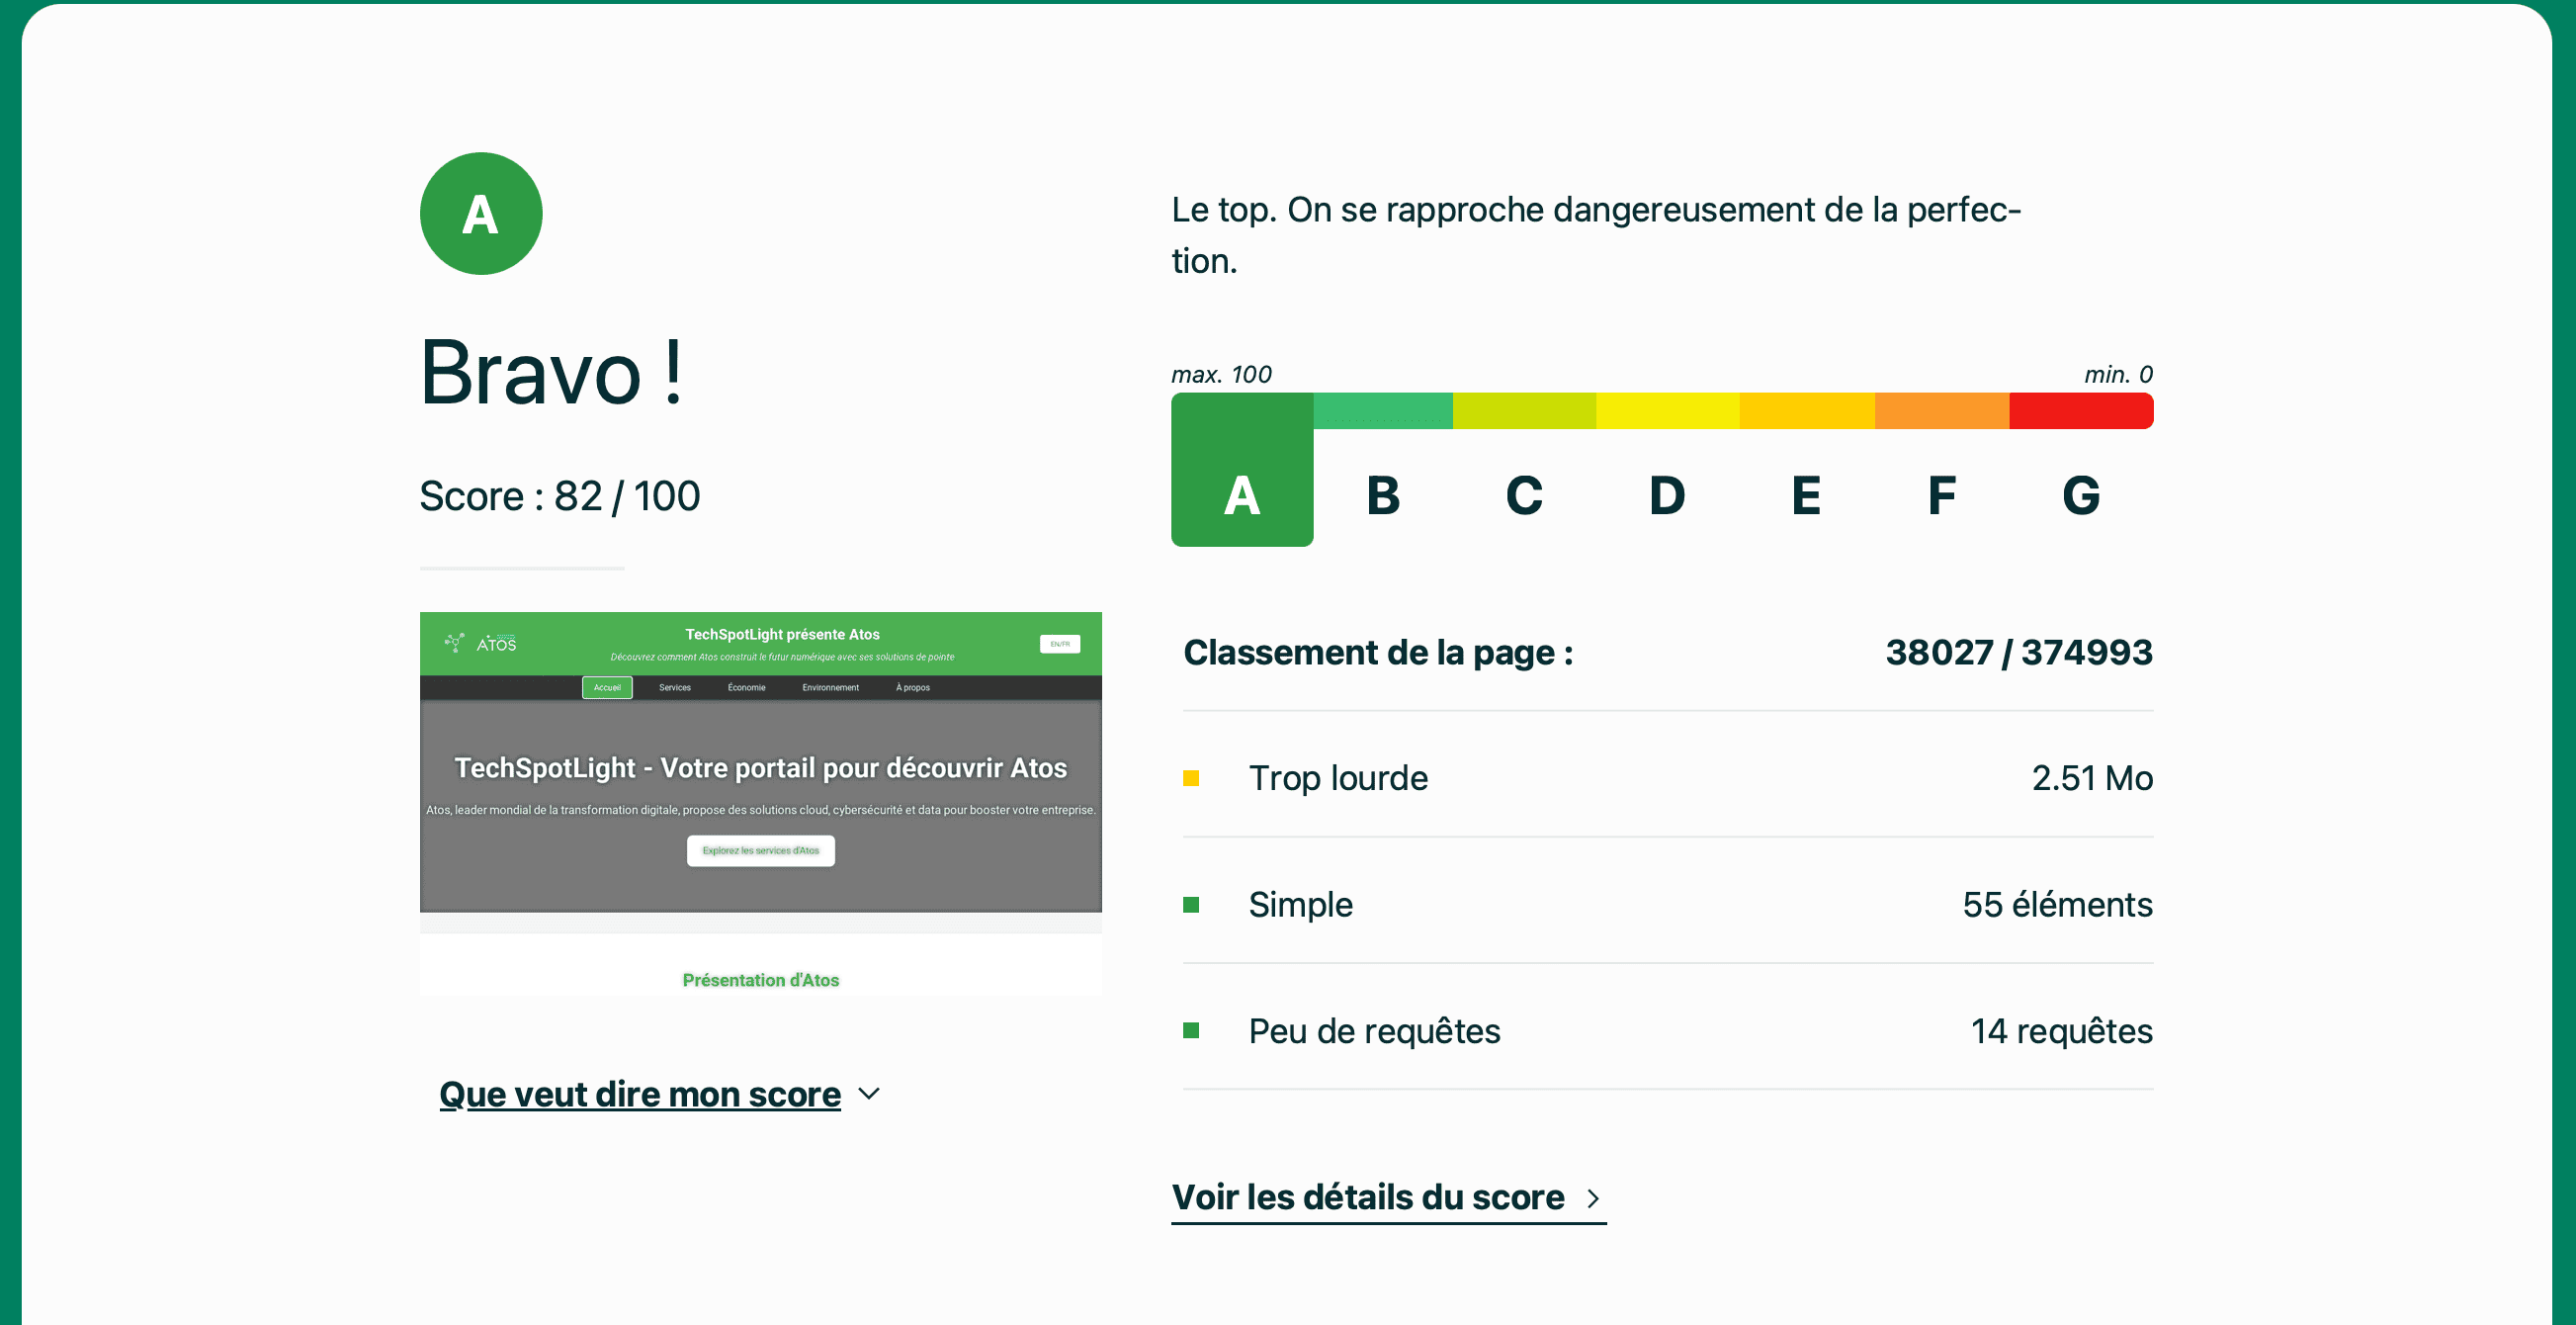 A
Bravo !
Score : 82 / 100
ATOS
TechSpotLight présente Atos
Découvrez comment Atos construit le futur numérique avec ses solutions de pointe
EN/FR
Accueil
Services
Économie
Environnement
À propos
TechSpotLight - Votre portail pour découvrir Atos
Atos, leader mondial de la transformation digitale, propose des solutions cloud, cybersécurité et data pour booster votre entreprise.
Explorez les services d'Atos
Présentation d'Atos
Que veut dire mon score
Le top. On se rapproche dangereusement de la perfec-
tion.
max. 100
min. 0
A B C D E F G
Classement de la page : 38027 / 374993
Trop lourde 2.51 Mo
Simple 55 éléments
Peu de requêtes 14 requêtes
Voir les détails du score